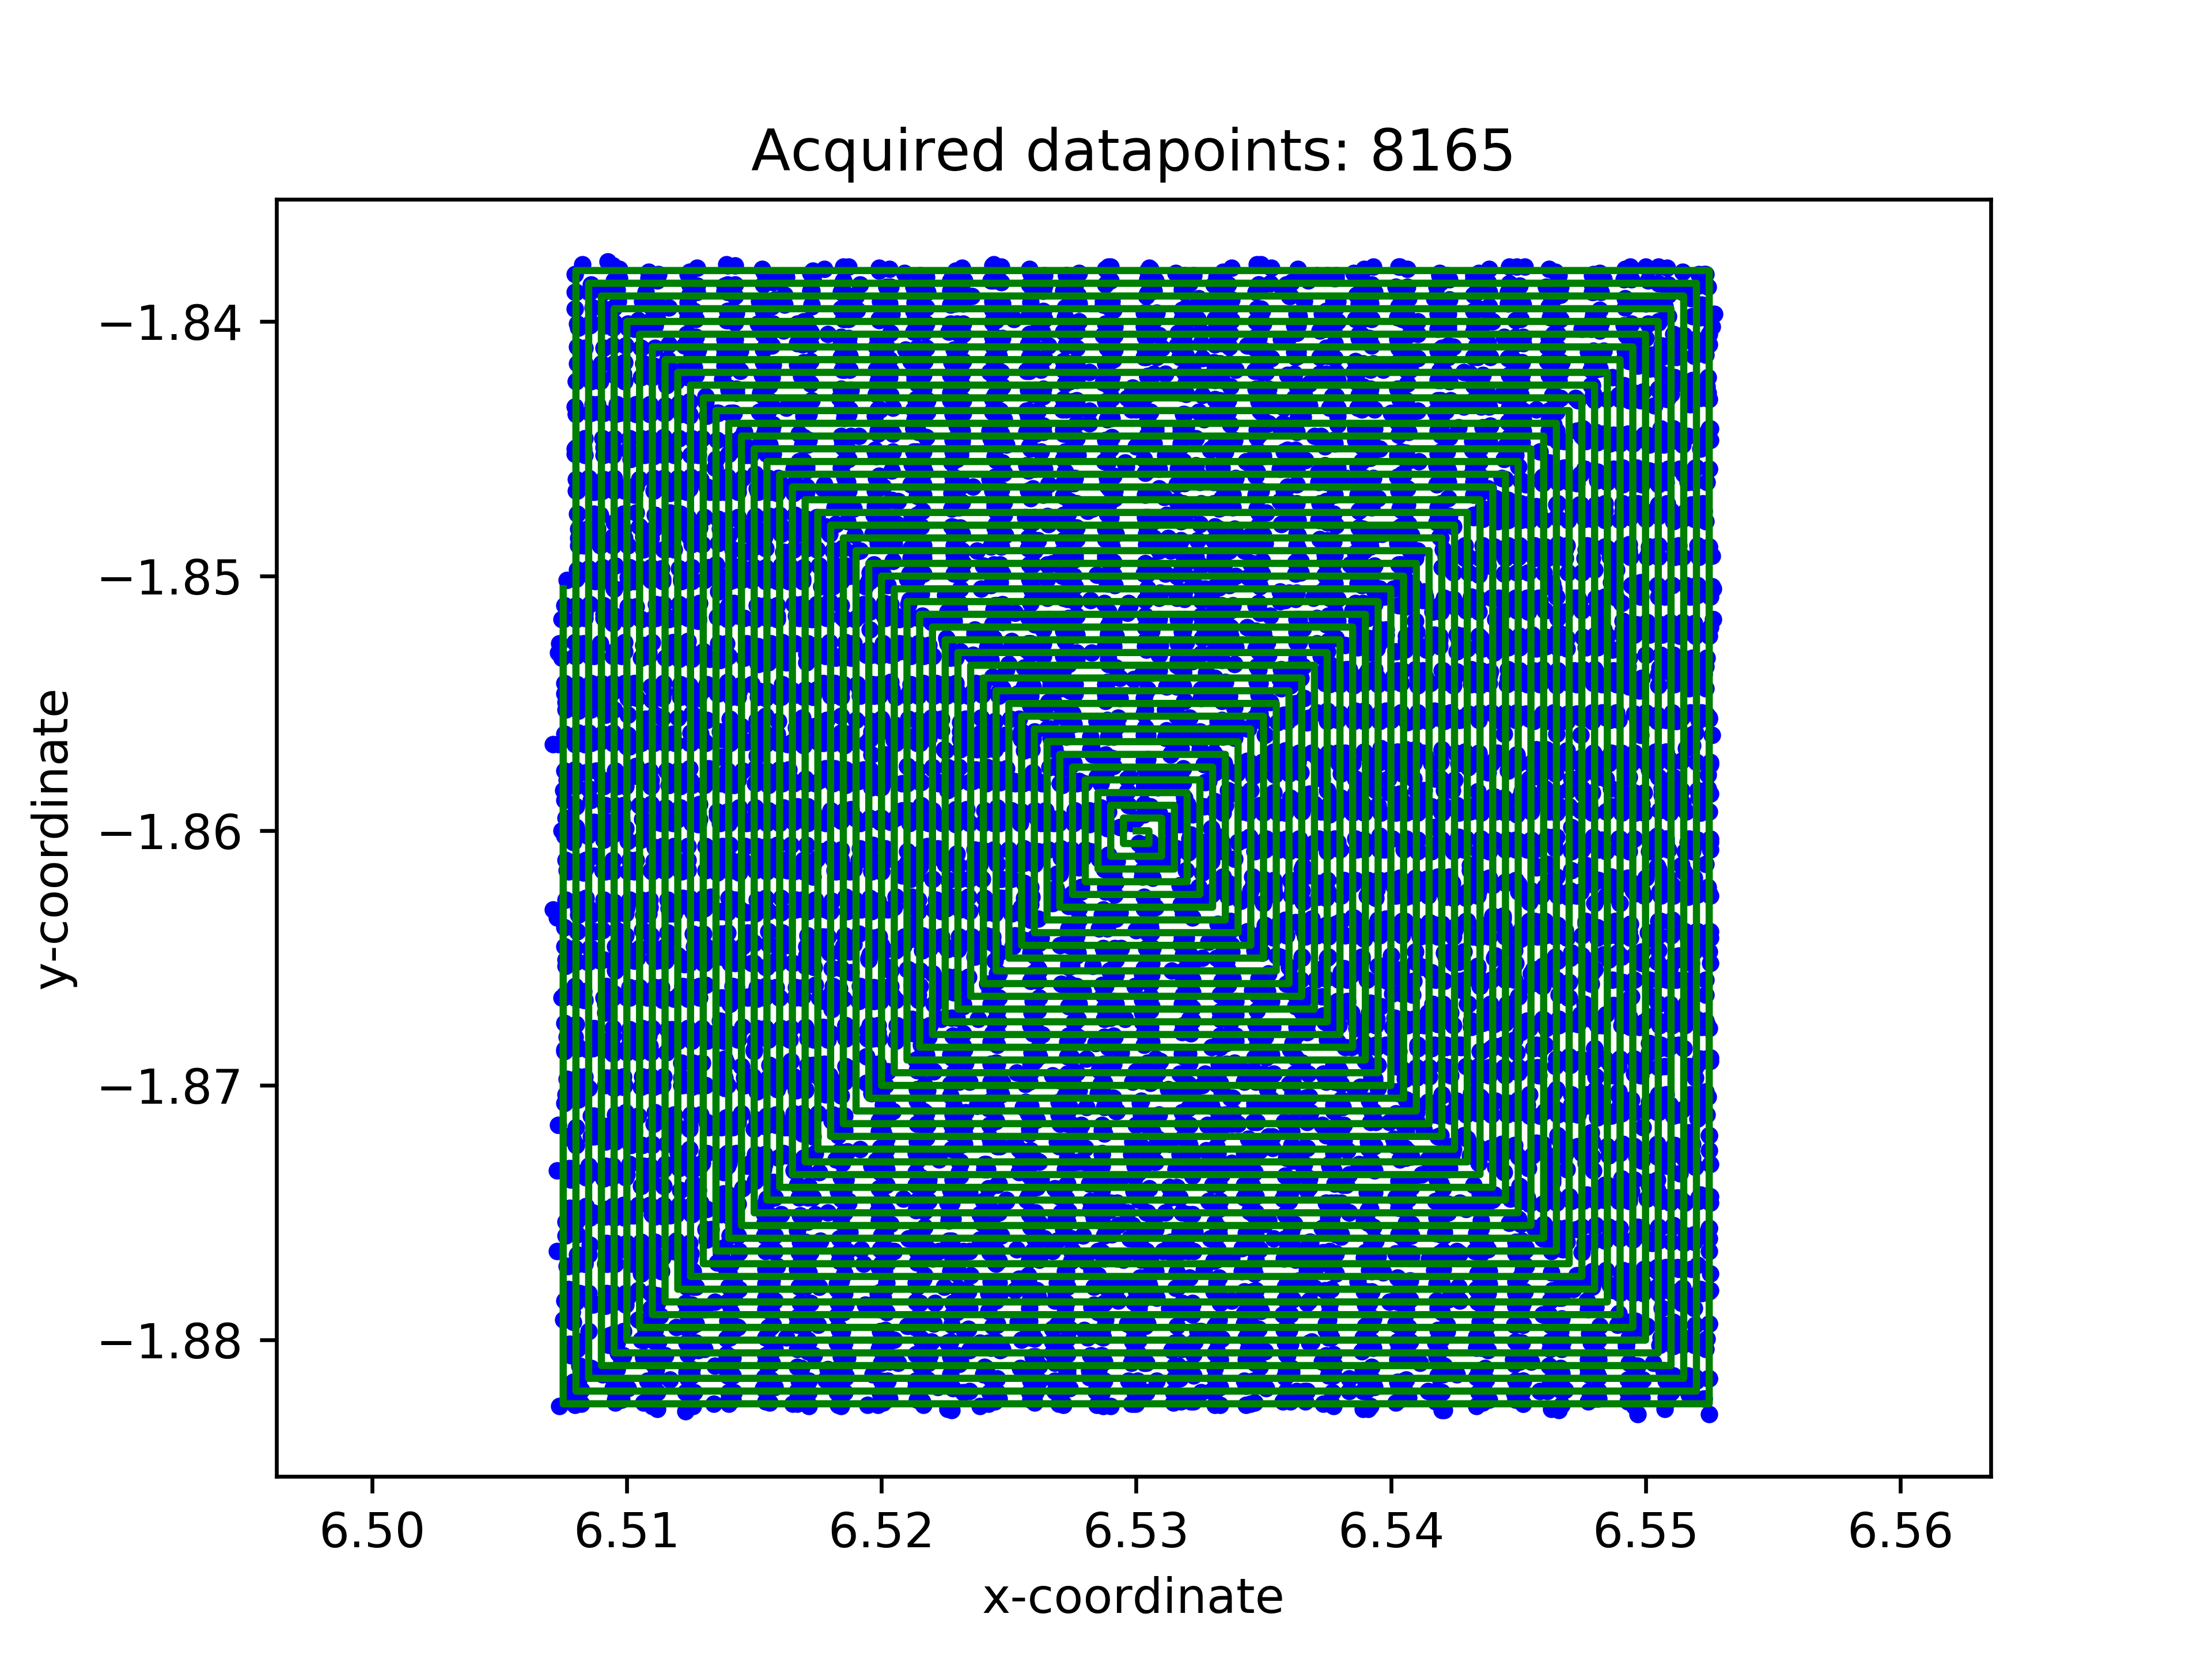 Acquired datapoints: 8165
−1.84
−1.85
−1.86
−1.87
−1.88
y-coordinate
6.50 6.51 6.52 6.53 6.54 6.55 6.56
x-coordinate